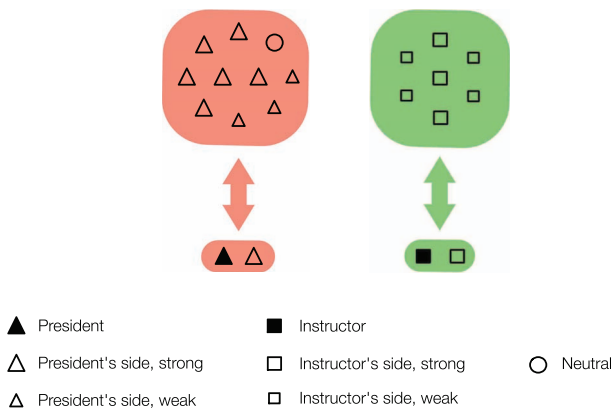 President
Instructor
President's side, strong
Instructor's side, strong
Neutral
President's side, weak
Instructor's side, weak